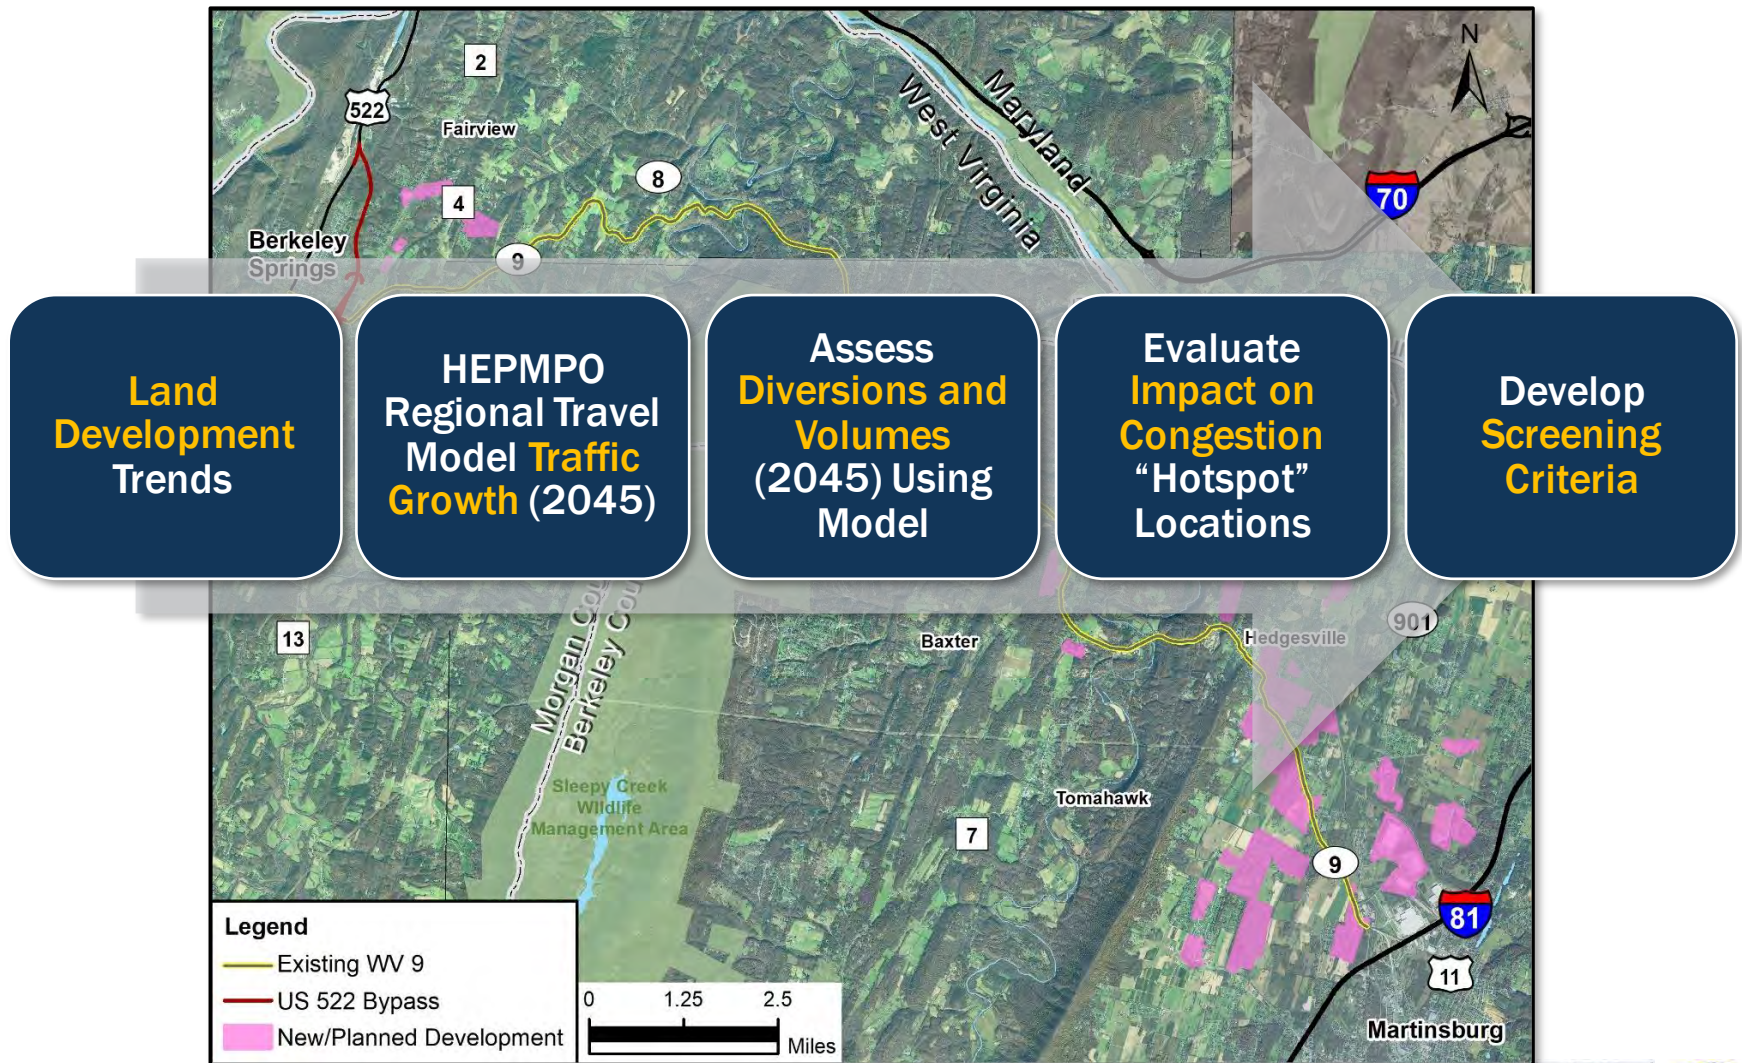 N
2
522
Fairview
Maryland
West Virginia
8
70
4
Berkeley
Springs
9
Land
Development
Trends
HEPMPO
Regional Travel
Model Traffic
Growth (2045)
Assess
Diversions and
Volumes
(2045) Using
Model
Evaluate
Impact on
Congestion
“Hotspot”
Locations
Develop
Screening
Criteria
13
Morgan
Berkeley
Baxter
Hedgesville
901
Sleepy Creek
Wildlife
Management Area
Tomahawk
7
9
81
11
Martinsburg
Legend
Existing WV 9
US 522 Bypass
New/Planned Development
0 1.25 2.5
Miles